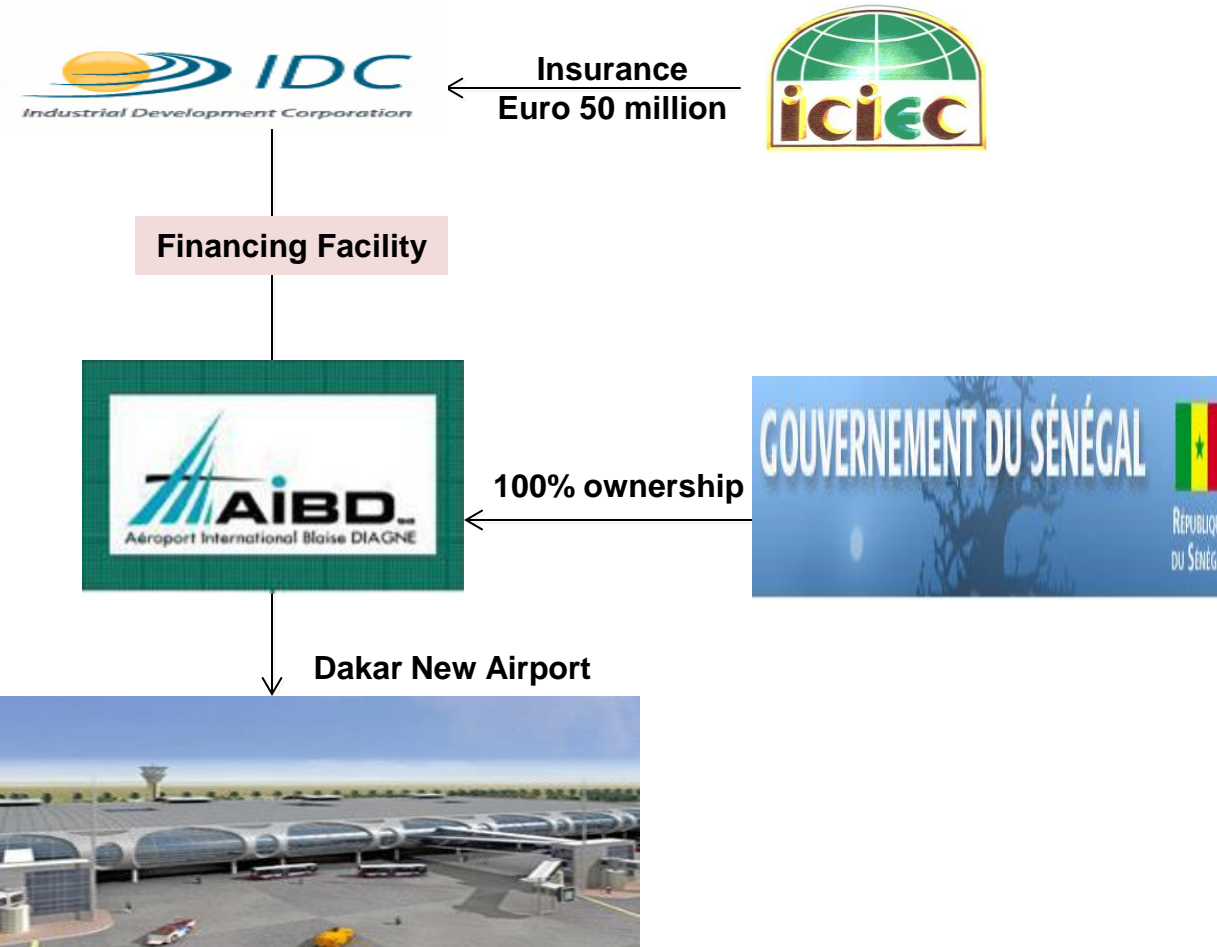 IDC
Industrial Development Corporation
Insurance
Euro 50 million
iciec
Financing Facility
AiBD
Aéroport International Blaise DIAGNE
100% ownership
GOUVERNEMENT DU SÉNÉGAL
Dakar New Airport